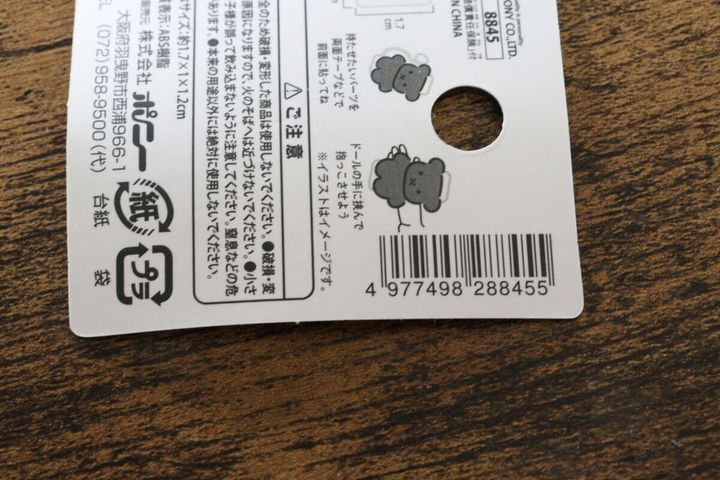 PONY CO.,LTD.
8845
IN CHINA
1.7
cm
持たせたいパーツを
両面テープなどで
前面に貼ってね
ドールの手に挟んで
抱っこさせよう
※イラストはイメージです。
4 977498 288455
⚠ご注意
全のため破損・変形した商品は使用しないでください。●破損・変
原因になりますので、火のそばへは近づけないでください。●小さ
子様が誤って飲み込まないように注意してください。窒息などの危
あります。●本来の用途以外には絶対に使用しないでください。
サイズ:約1.7×1×1.2cm
表示:ABS樹脂
株式会社 ポニー
大阪府羽曳野市西浦966-1
EL (072)958-9500(代)
紙
台紙
プラ
袋